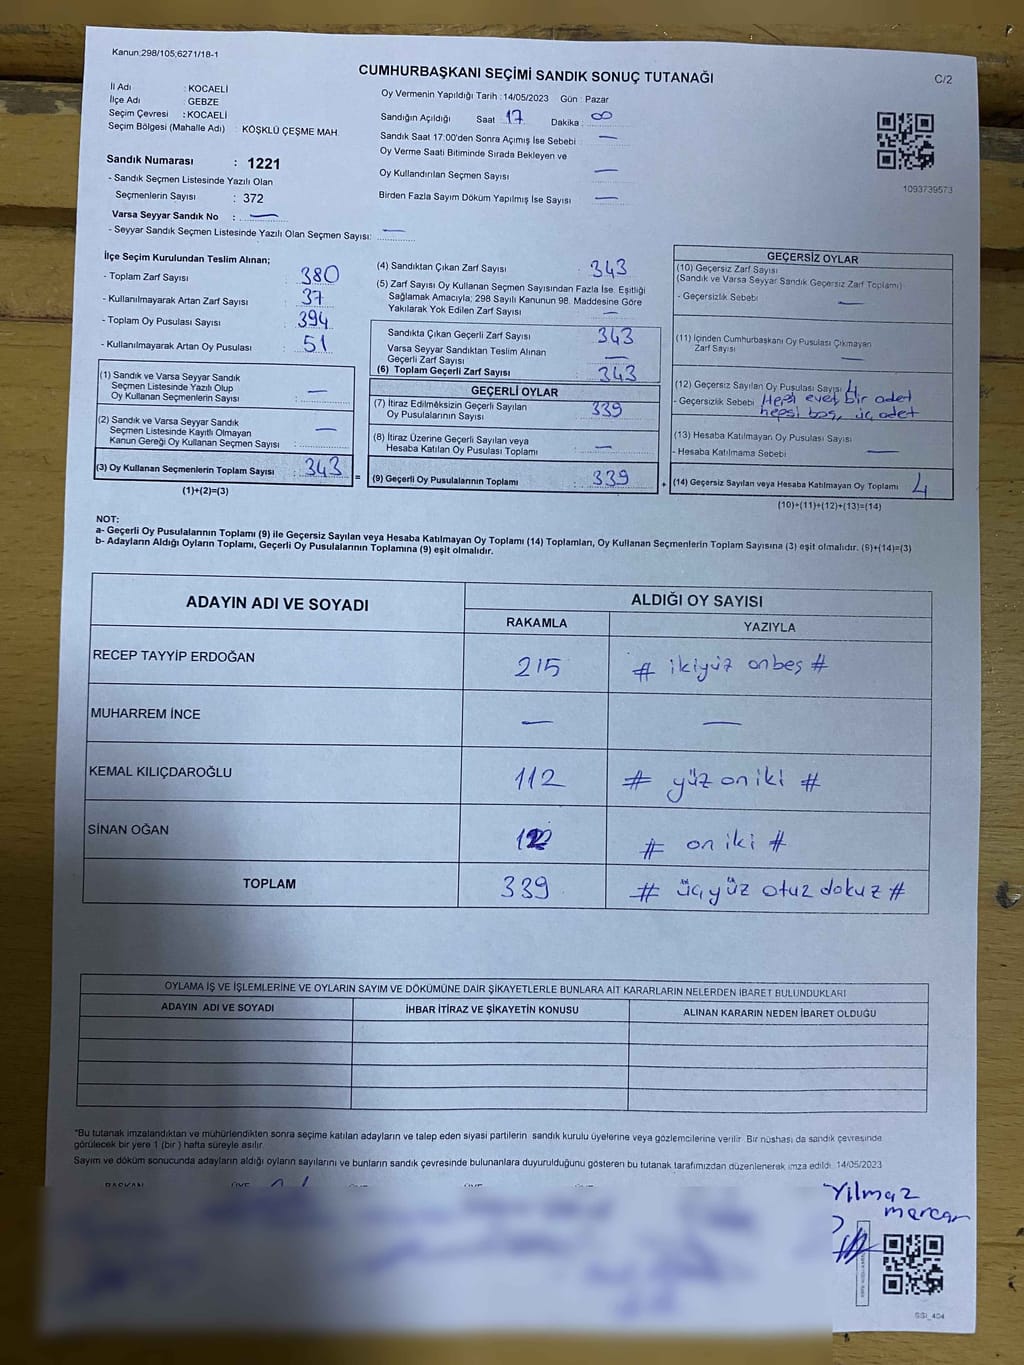 Kanun:298/105;6271/18-1
CUMHURBAŞKANI SEÇİMİ SANDIK SONUÇ TUTANAĞI
C/2
İl Adı : KOCAELİ
İlçe Adı : GEBZE
Seçim Çevresi : KOCAELİ
Seçim Bölgesi (Mahalle Adı) : KÖŞKLÜ ÇEŞME MAH.
Sandık Numarası : 1221
- Sandık Seçmen Listesinde Yazılı Olan
Seçmenlerin Sayısı : 372
Varsa Seyyar Sandık No : —
- Seyyar Sandık Seçmen Listesinde Yazılı Olan Seçmen Sayısı: —
Oy Vermenin Yapıldığı Tarih : 14/05/2023 Gün : Pazar
Sandığın Açıldığı Saat 17 Dakika : 00
Sandık Saat 17:00'den Sonra Açımış İse Sebebi —
Oy Verme Saati Bitiminde Sırada Bekleyen ve
Oy Kullandırılan Seçmen Sayısı —
Birden Fazla Sayım Döküm Yapılmış İse Sayısı —
1093739573
İlçe Seçim Kurulundan Teslim Alınan;
- Toplam Zarf Sayısı : 380
- Kullanılmayarak Artan Zarf Sayısı : 37
- Toplam Oy Pusulası Sayısı : 394
- Kullanılmayarak Artan Oy Pusulası : 51
(1) Sandık ve Varsa Seyyar Sandık
Seçmen Listesinde Yazılı Olup
Oy Kullanan Seçmenlerin Sayısı : —
(2) Sandık ve Varsa Seyyar Sandık
Seçmen Listesinde Kayıtlı Olmayan
Kanun Gereği Oy Kullanan Seçmen Sayısı : —
(3) Oy Kullanan Seçmenlerin Toplam Sayısı : 343 =
(1)+(2)=(3)
(4) Sandıktan Çıkan Zarf Sayısı : 343
(5) Zarf Sayısı Oy Kullanan Seçmen Sayısından Fazla İse, Eşitliği
Sağlamak Amacıyla; 298 Sayılı Kanunun 98. Maddesine Göre
Yakılarak Yok Edilen Zarf Sayısı : —
Sandıkta Çıkan Geçerli Zarf Sayısı : 343
Varsa Seyyar Sandıktan Teslim Alınan
Geçerli Zarf Sayısı : —
(6) Toplam Geçerli Zarf Sayısı : 343
GEÇERLİ OYLAR
(7) İtiraz Edilmeksizin Geçerli Sayılan
Oy Pusulalarının Sayısı : 339
(8) İtiraz Üzerine Geçerli Sayılan veya
Hesaba Katılan Oy Pusulası Toplamı : —
(9) Geçerli Oy Pusulalarının Toplamı : 339 +
GEÇERSİZ OYLAR
(10) Geçersiz Zarf Sayısı
(Sandık ve Varsa Seyyar Sandık Geçersiz Zarf Toplamı)
- Geçersizlik Sebebi —
(11) İçinden Cumhurbaşkanı Oy Pusulası Çıkmayan
Zarf Sayısı —
(12) Geçersiz Sayılan Oy Pusulası Sayısı 4
- Geçersizlik Sebebi Hepsi evet, bir adet
hepsi boş, üç adet
(13) Hesaba Katılmayan Oy Pusulası Sayısı
- Hesaba Katılmama Sebebi —
(14) Geçersiz Sayılan veya Hesaba Katılmayan Oy Toplamı 4
(10)+(11)+(12)+(13)=(14)
NOT:
a- Geçerli Oy Pusulalarının Toplamı (9) ile Geçersiz Sayılan veya Hesaba Katılmayan Oy Toplamı (14) Toplamları, Oy Kullanan Seçmenlerin Toplam Sayısına (3) eşit olmalıdır. (9)+(14)=(3)
b- Adayların Aldığı Oyların Toplamı, Geçerli Oy Pusulalarının Toplamına (9) eşit olmalıdır.
ADAYIN ADI VE SOYADI
ALDIĞI OY SAYISI
RAKAMLA YAZIYLA
RECEP TAYYİP ERDOĞAN 215 # ikiyüz onbeş #
MUHARREM İNCE — —
KEMAL KILIÇDAROĞLU 112 # yüz on iki #
SİNAN OĞAN 12 # on iki #
TOPLAM 339 # üçyüz otuz dokuz #
OYLAMA İŞ VE İŞLEMLERİNE VE OYLARIN SAYIM VE DÖKÜMÜNE DAİR ŞİKAYETLERLE BUNLARA AİT KARARLARIN NELERDEN İBARET BULUNDUKLARI
ADAYIN ADI VE SOYADI İHBAR İTİRAZ VE ŞİKAYETİN KONUSU ALINAN KARARIN NEDEN İBARET OLDUĞU
*Bu tutanak imzalandıktan ve mühürlendikten sonra seçime katılan adayların ve talep eden siyasi partilerin sandık kurulu üyelerine veya gözlemcilerine verilir. Bir nüshası da sandık çevresinde
görülecek bir yere 1 (bir) hafta süreyle asılır.
Sayım ve döküm sonucunda adayların aldığı oyların sayılarını ve bunların sandık çevresinde bulunanlara duyurulduğunu gösteren bu tutanak tarafımızdan düzenlenerek imza edildi. 14/05/2023
BAŞKAN ÜYE ÜYE ÜYE ÜYE
Yılmaz
mercan